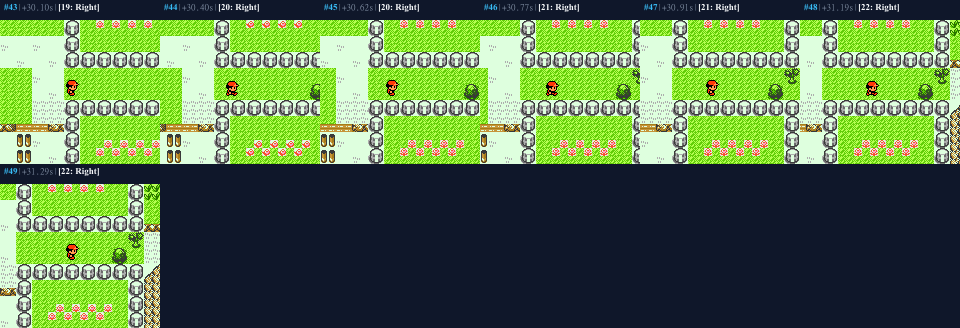 #43|+30.10s| [19: Right]
#44|+30.40s| [20: Right]
#45|+30.62s| [20: Right]
#46|+30.77s| [21: Right]
#47|+30.91s| [21: Right]
#48|+31.19s| [22: Right]
#49|+31.29s| [22: Right]